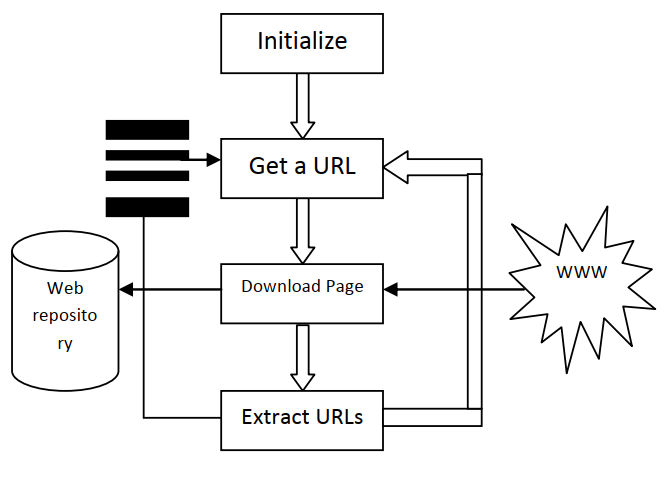 Initialize
Get a URL
WWW
Download Page
Web
reposito
ry
Extract URLs